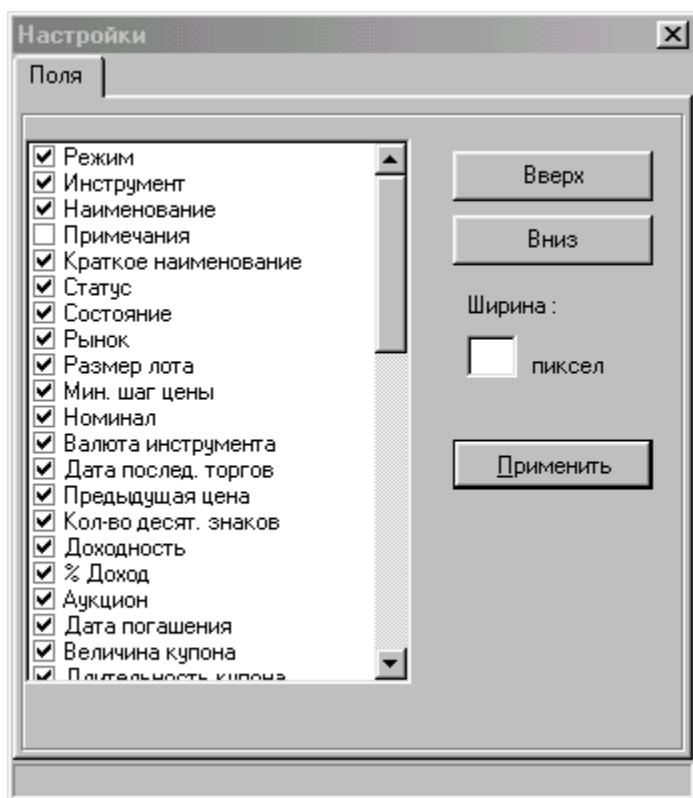 Настройки
Поля
Режим
Инструмент
Наименование
Примечания
Краткое наименование
Статус
Состояние
Рынок
Размер лота
Мин. шаг цены
Номинал
Валюта инструмента
Дата послед. торгов
Предыдущая цена
Кол-во десят. знаков
Доходность
% Доход
Аукцион
Дата погашения
Величина купона
Длительность купона
Вверх
Вниз
Ширина :
пиксел
Применить